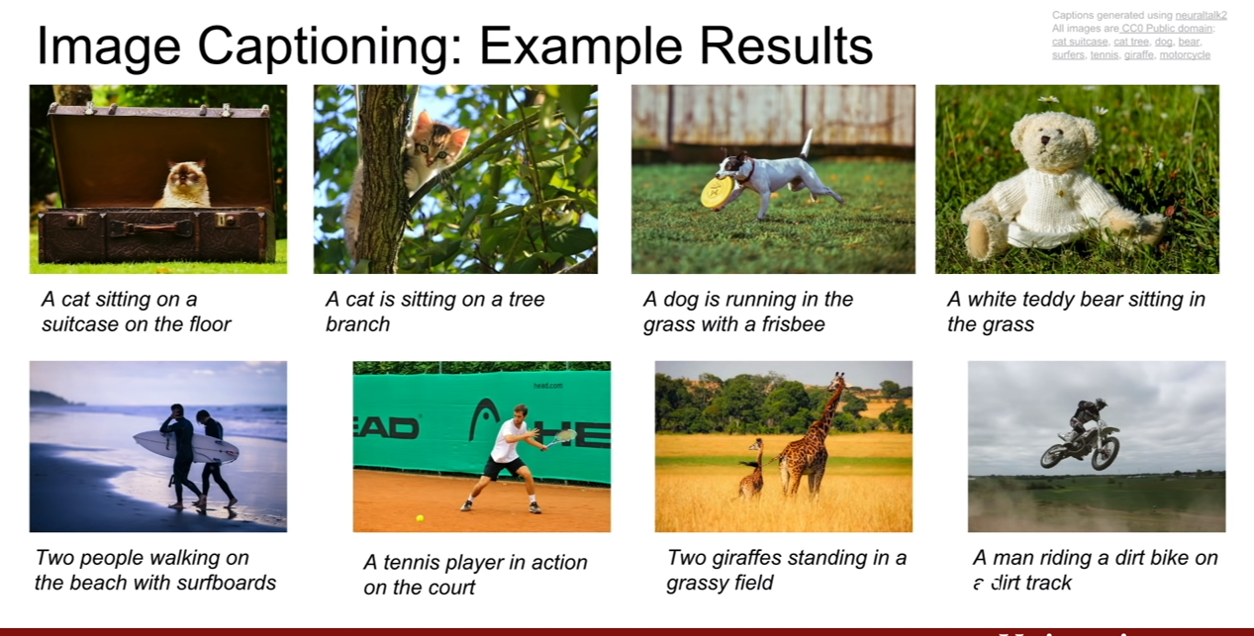 Image Captioning: Example Results
Captions generated using neuraltalk2
All images are CC0 Public domain:
cat suitcase, cat tree, dog, bear,
surfers, tennis, giraffe, motorcycle
A cat sitting on a
suitcase on the floor
A cat is sitting on a tree
branch
A dog is running in the
grass with a frisbee
A white teddy bear sitting in
the grass
head.com
EAD
HE
Two people walking on
the beach with surfboards
A tennis player in action
on the court
Two giraffes standing in a
grassy field
A man riding a dirt bike on
a dirt track